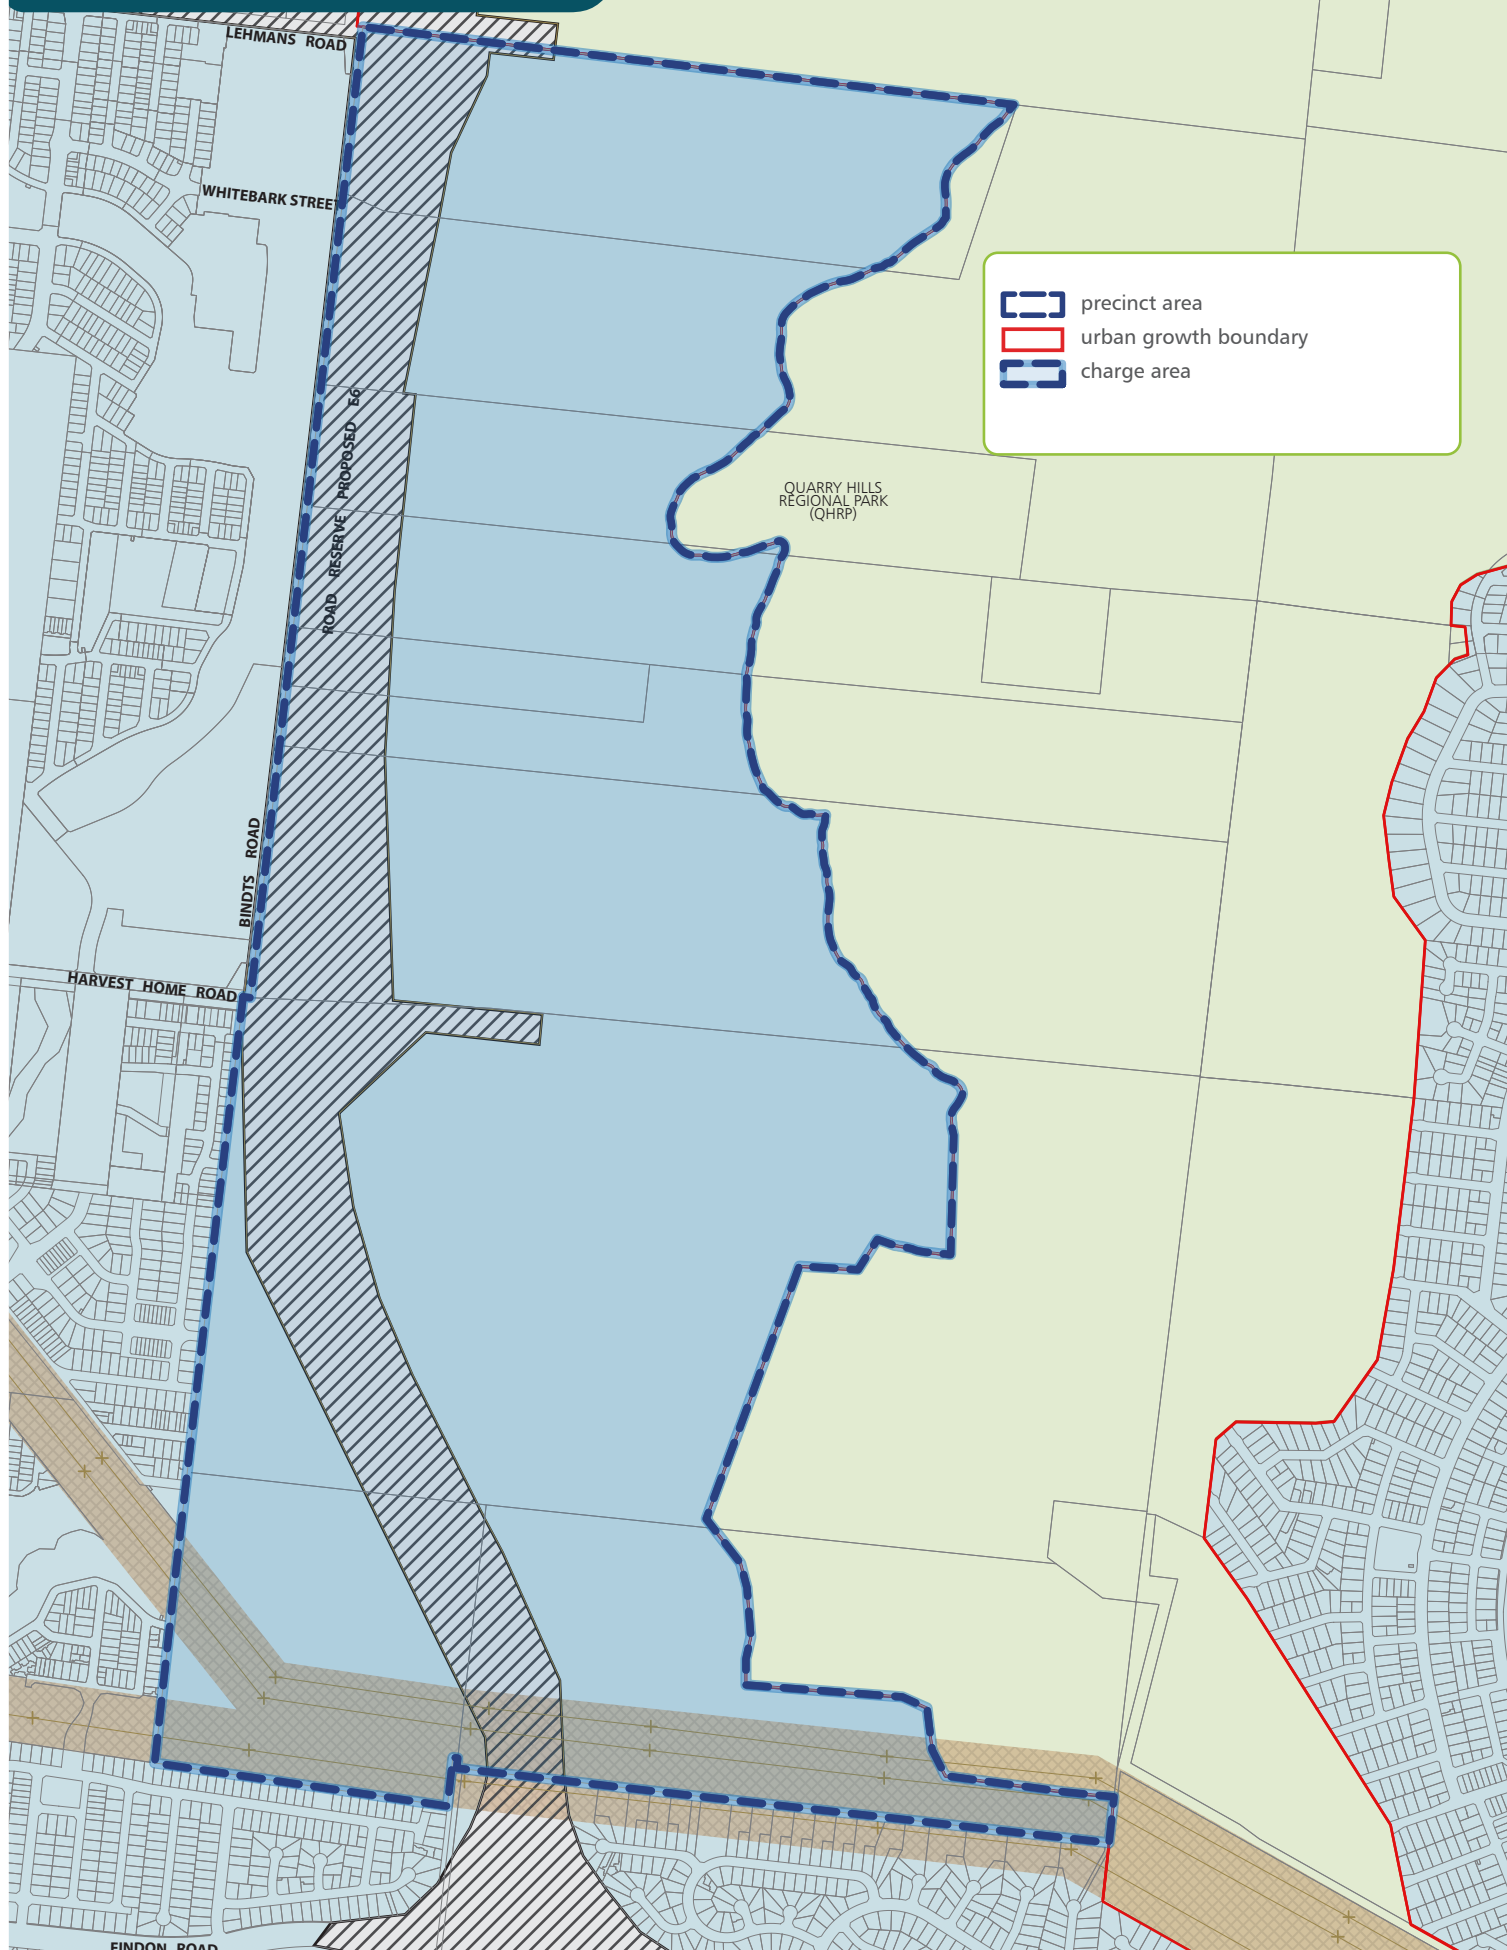 LEHMANS ROAD
WHITEBARK STREET
precinct area
urban growth boundary
charge area
ROAD RESERVE PROPOSED E6
QUARRY HILLS
REGIONAL PARK
(QHRP)
BINDTS ROAD
HARVEST HOME ROAD
FINDON ROAD